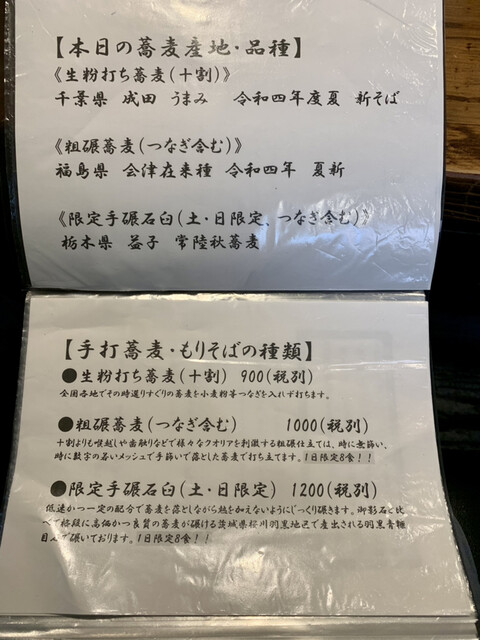 【本日の蕎麦産地・品種】
《生粉打ち蕎麦(十割)》
千葉県 成田 うまみ 令和四年度夏 新そば
《粗碾蕎麦(つなぎ含む)》
福島県 会津在来種 令和四年 夏新
《限定手碾石臼(土・日限定、つなぎ含む)》
栃木県 益子 常陸秋蕎麦
【手打蕎麦・もりそばの種類】
●生粉打ち蕎麦(十割) 900(税別)
全国各地でその時選りすぐりの蕎麦を小麦粉等つなぎを入れず打ちます。
●粗碾蕎麦(つなぎ含む) 1000(税別)
十割よりも喉越しや歯触りなどで様々なクオリアを刺激する粗碾仕立ては、時に無篩い、
時に数字の若いメッシュで手篩いで落とした蕎麦で打ち立てます。1日限定8食！！
●限定手碾石臼(土・日限定) 1200(税別)
低速かつ一定の配分で蕎麦を落としながら熱を加えないようにじっくり碾きます。御影石と比
べて格段に高価かつ良質の蕎麦が碾ける茨城県桜川羽黒地区で産出される羽黒青糠
目石で碾いております。1日限定8食！！